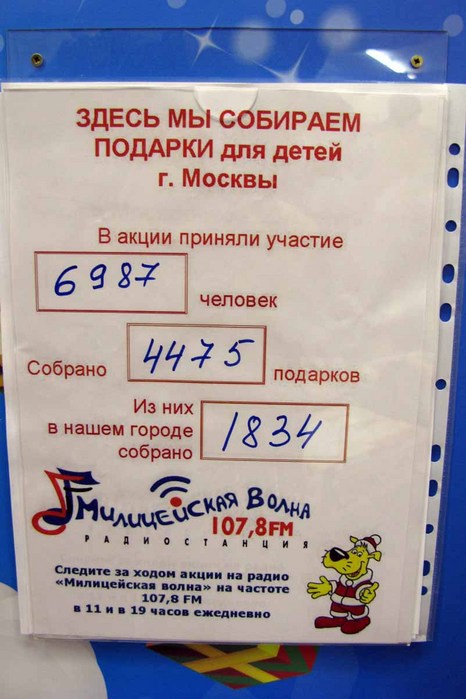 ЗДЕСЬ МЫ СОБИРАЕМ
ПОДАРКИ для детей
г. Москвы
В акции приняли участие
6987 человек
Собрано 4475 подарков
Из них
в нашем городе
собрано 1834
МИЛИЦЕЙСКАЯ ВОЛНА
107,8FM
РАДИОСТАНЦИЯ
Следите за ходом акции на радио
«Милицейская волна» на частоте
107,8 FM
в 11 и в 19 часов ежедневно